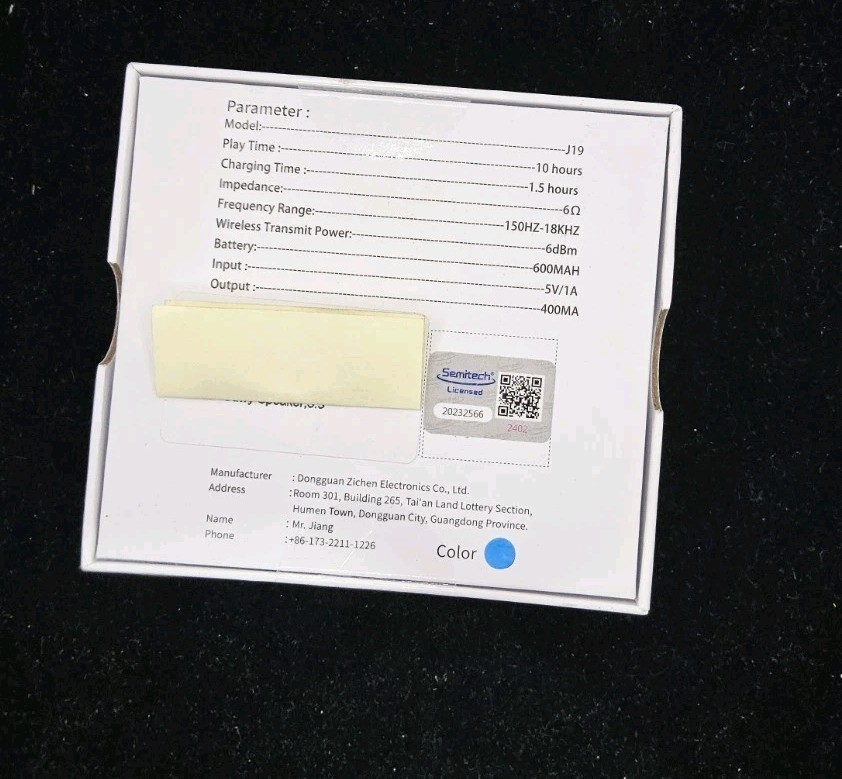 Parameter :
Model:------J19
Play Time :------10 hours
Charging Time :------1.5 hours
Impedance:------6Ω
Frequency Range:------150HZ-18KHZ
Wireless Transmit Power:------6dBm
Battery:------600MAH
Input :------5V/1A
Output :------400MA
Semitech®
Licensed
20232566
2402
Manufacturer : Dongguan Zichen Electronics Co., Ltd.
Address :Room 301, Building 265, Tai'an Land Lottery Section,
Humen Town, Dongguan City, Guangdong Province.
Name : Mr. Jiang
Phone :+86-173-2211-1226
Color